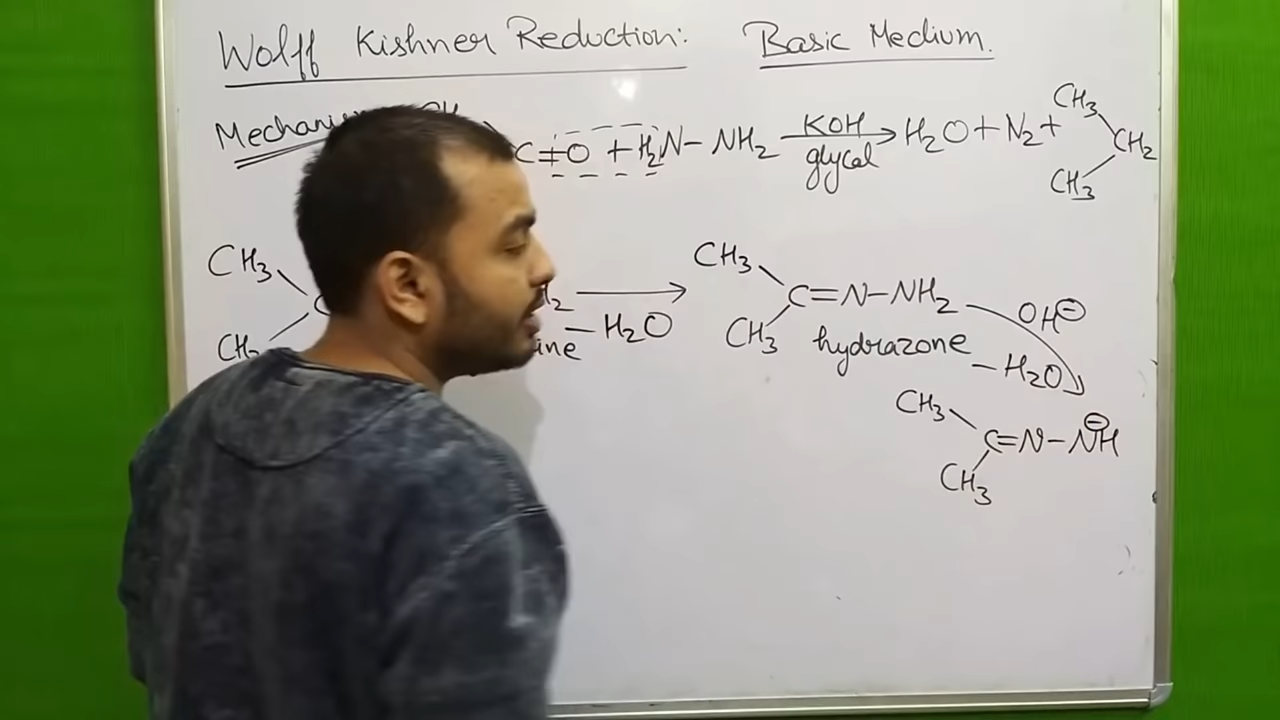 Wolff Kishner Reduction: Basic Medium.
CH3
C=O + H2N-NH2 KOH glycol → H2O + N2 + CH3 CH2 CH3
CH3 → CH3
C=N-NH2 OH⊖
CH3 -H2O CH3 hydrazone
-H2O
CH3
C=N-N⊖H
CH3